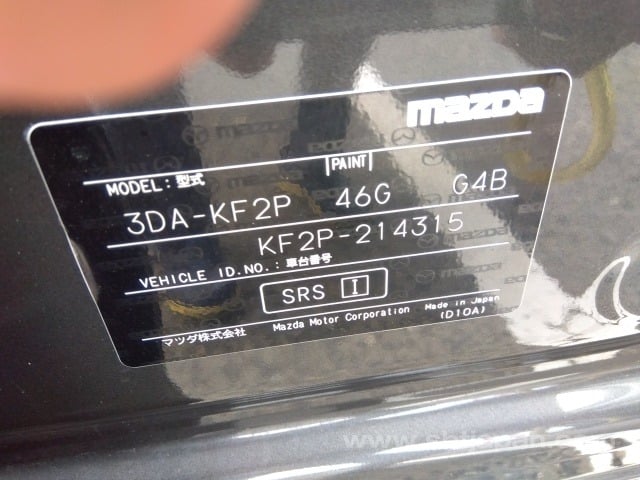 mazda
MODEL: 型式 PAINT
3DA-KF2P 46G G4B
KF2P-214315
VEHICLE ID.NO.: 車台番号
SRS I
マツダ株式会社 Mazda Motor Corporation Made in Japan
(D10A)